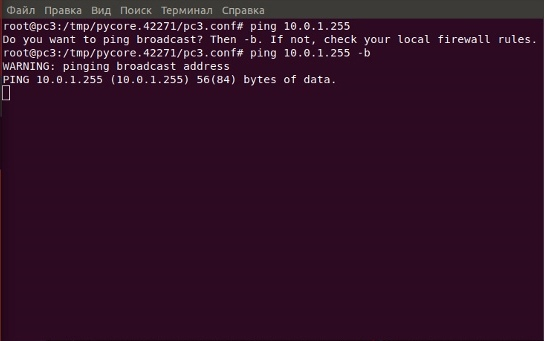 Файл Правка Вид Поиск Терминал Справка
root@pc3:/tmp/pycore.42271/pc3.conf# ping 10.0.1.255
Do you want to ping broadcast? Then -b. If not, check your local firewall rules.
root@pc3:/tmp/pycore.42271/pc3.conf# ping 10.0.1.255 -b
WARNING: pinging broadcast address
PING 10.0.1.255 (10.0.1.255) 56(84) bytes of data.